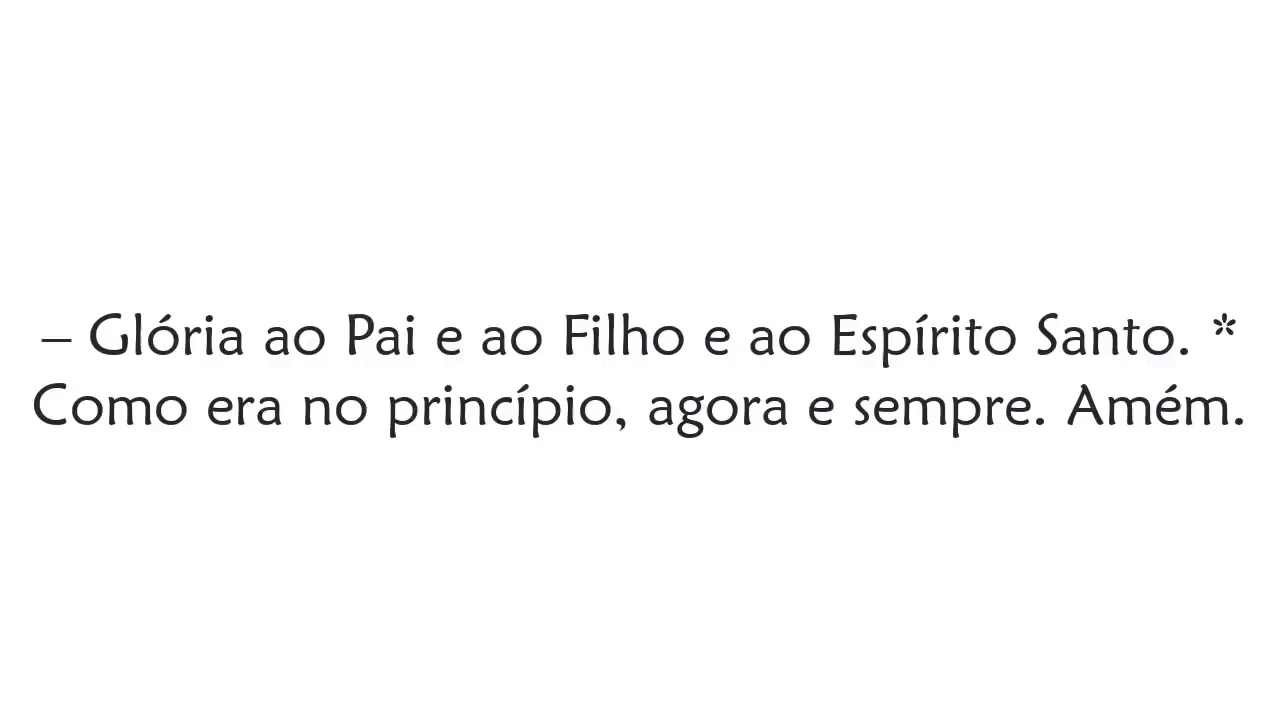 – Glória ao Pai e ao Filho e ao Espírito Santo. *
Como era no princípio, agora e sempre. Amém.